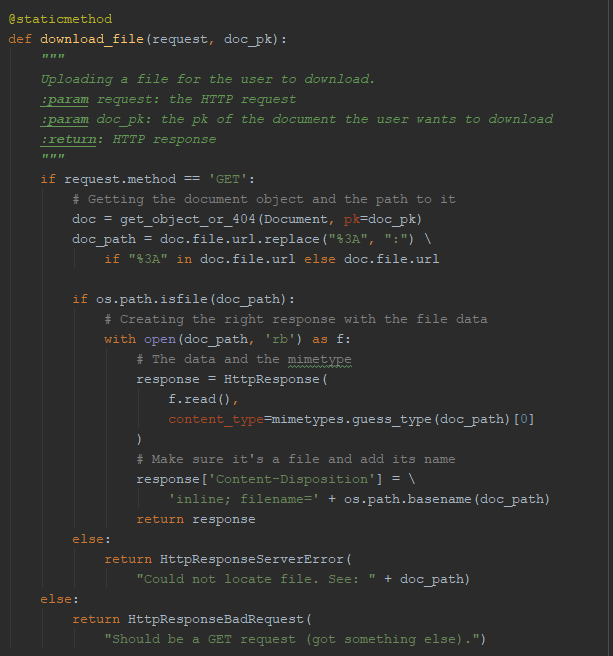 @staticmethod
def download_file(request, doc_pk):
    """
    Uploading a file for the user to download.
    :param request: the HTTP request
    :param doc_pk: the pk of the document the user wants to download
    :return: HTTP response
    """
    if request.method == 'GET':
        # Getting the document object and the path to it
        doc = get_object_or_404(Document, pk=doc_pk)
        doc_path = doc.file.url.replace("%3A", ":") \
            if "%3A" in doc.file.url else doc.file.url

        if os.path.isfile(doc_path):
            # Creating the right response with the file data
            with open(doc_path, 'rb') as f:
                # The data and the mimetype
                response = HttpResponse(
                    f.read(),
                    content_type=mimetypes.guess_type(doc_path)[0]
                )
                # Make sure it's a file and add its name
                response['Content-Disposition'] = \
                    'inline; filename=' + os.path.basename(doc_path)
                return response
        else:
            return HttpResponseServerError(
                "Could not locate file. See: " + doc_path)
    else:
        return HttpResponseBadRequest(
            "Should be a GET request (got something else).")